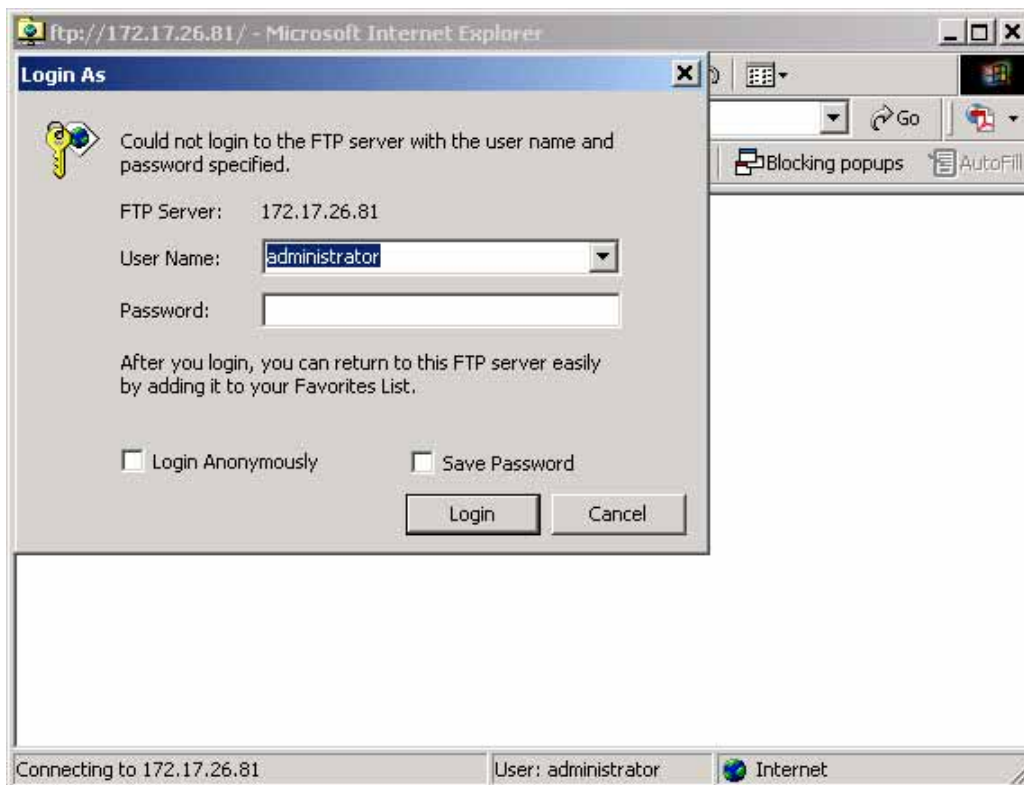 ftp://172.17.26.81/ - Microsoft Internet Explorer
Login As
Go
Could not login to the FTP server with the user name and
password specified.
Blocking popups
AutoFill
FTP Server: 172.17.26.81
User Name: administrator
Password:
After you login, you can return to this FTP server easily
by adding it to your Favorites List.
Login Anonymously
Save Password
Login
Cancel
Connecting to 172.17.26.81
User: administrator
Internet